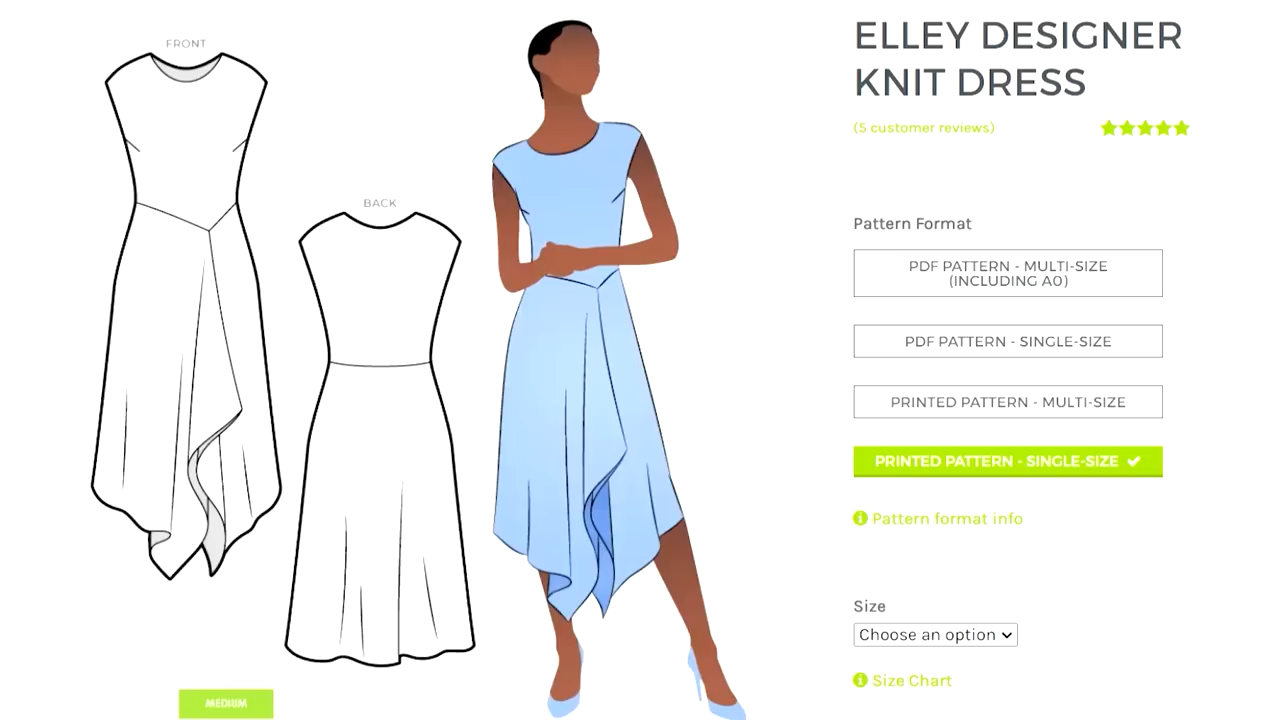 FRONT
BACK
MEDIUM
ELLEY DESIGNER
KNIT DRESS
(5 customer reviews)
Pattern Format
PDF PATTERN - MULTI-SIZE
(INCLUDING A0)
PDF PATTERN - SINGLE-SIZE
PRINTED PATTERN - MULTI-SIZE
PRINTED PATTERN - SINGLE-SIZE
Pattern format info
Size
Choose an option
Size Chart